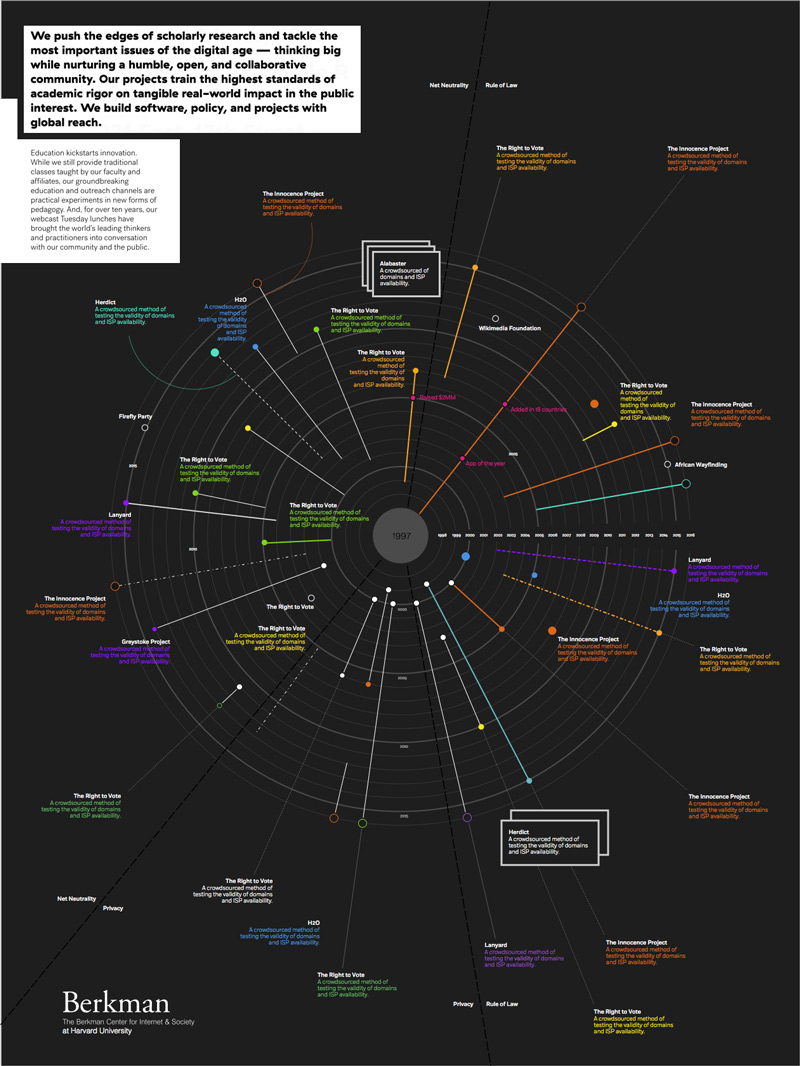 We push the edges of scholarly research and tackle the
most important issues of the digital age — thinking big
while nurturing a humble, open, and collaborative
community. Our projects train the highest standards of
academic rigor on tangible real-world impact in the public
interest. We build software, policy, and projects with
global reach.
Education kickstarts innovation.
While we still provide traditional
classes taught by our faculty and
affiliates, our groundbreaking
education and outreach channels are
practical experiments in new forms of
pedagogy. And, for over ten years, our
webcast Tuesday lunches have
brought the world's leading thinkers
and practitioners into conversation
with our community and the public.
Net Neutrality
Rule of Law
The Right to Vote
A crowdsourced method of
testing the validity of domains
and ISP availability.
The Innocence Project
A crowdsourced method of
testing the validity of domains
and ISP availability.
The Innocence Project
A crowdsourced method of
testing the validity of domains
and ISP availability.
Alabaster
A crowdsourced of
domains and ISP
availability.
Herdict
A crowdsourced method of
testing the validity of domains
and ISP availability.
H2O
A crowdsourced
method of
testing the validity
of domains
and ISP
availability.
The Right to Vote
A crowdsourced method of
testing the validity of domains
and ISP availability.
Wikimedia Foundation
The Right to Vote
A crowdsourced
method of
testing the validity of
domains
and ISP availability.
Raised $2MM
Added in 18 countries
App of the year
The Right to Vote
A crowdsourced
method of
testing the validity of
domains
and ISP availability.
The Innocence Project
A crowdsourced method of
testing the validity of domains
and ISP availability.
Firefly Party
2005
African Wayfinding
2015
The Right to Vote
A crowdsourced method of
testing the validity of domains
and ISP availability.
Lanyard
A crowdsourced method of
testing the validity of domains
and ISP availability.
The Right to Vote
A crowdsourced method of
testing the validity of domains
and ISP availability.
1997
2010
Lanyard
A crowdsourced method of
testing the validity of domains
and ISP availability.
H2O
A crowdsourced method of
testing the validity of domains
and ISP availability.
The Innocence Project
A crowdsourced method of
testing the validity of domains
and ISP availability.
The Right to Vote
Greystoke Project
A crowdsourced method of
testing the validity of domains
and ISP availability.
The Right to Vote
A crowdsourced method of
testing the validity of domains
and ISP availability.
The Innocence Project
A crowdsourced method of
testing the validity of domains
and ISP availability.
The Right to Vote
A crowdsourced method of
testing the validity of domains
and ISP availability.
The Right to Vote
A crowdsourced method of
testing the validity of domains
and ISP availability.
The Innocence Project
A crowdsourced method of
testing the validity of domains
and ISP availability.
Herdict
A crowdsourced method of
testing the validity of domains
and ISP availability.
The Right to Vote
A crowdsourced method of
testing the validity of domains
and ISP availability.
Net Neutrality
Privacy
H2O
A crowdsourced method of
testing the validity of domains
and ISP availability.
Lanyard
A crowdsourced method of
testing the validity of domains
and ISP availability.
The Innocence Project
A crowdsourced method of
testing the validity of domains
and ISP availability.
The Right to Vote
A crowdsourced method of
testing the validity of domains
and ISP availability.
Privacy
Rule of Law
The Right to Vote
A crowdsourced method of
testing the validity of domains
and ISP availability.
Berkman
The Berkman Center for Internet & Society
at Harvard University